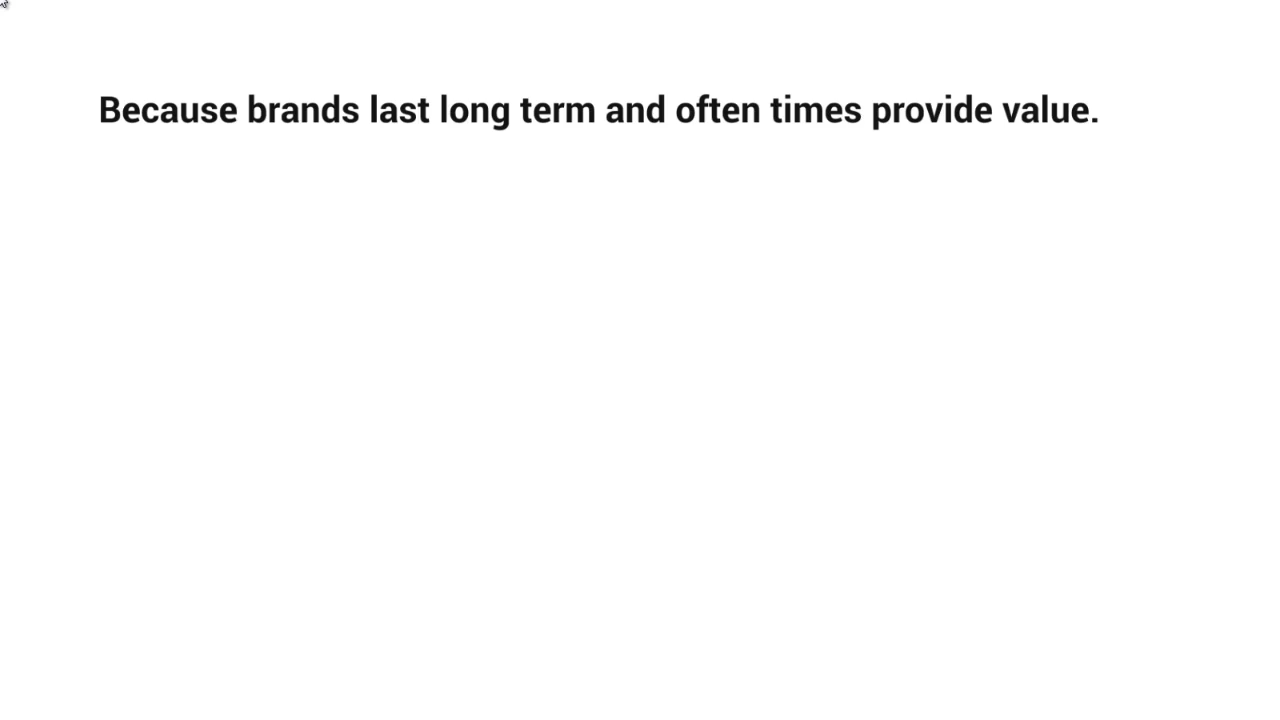 Because brands last long term and often times provide value.